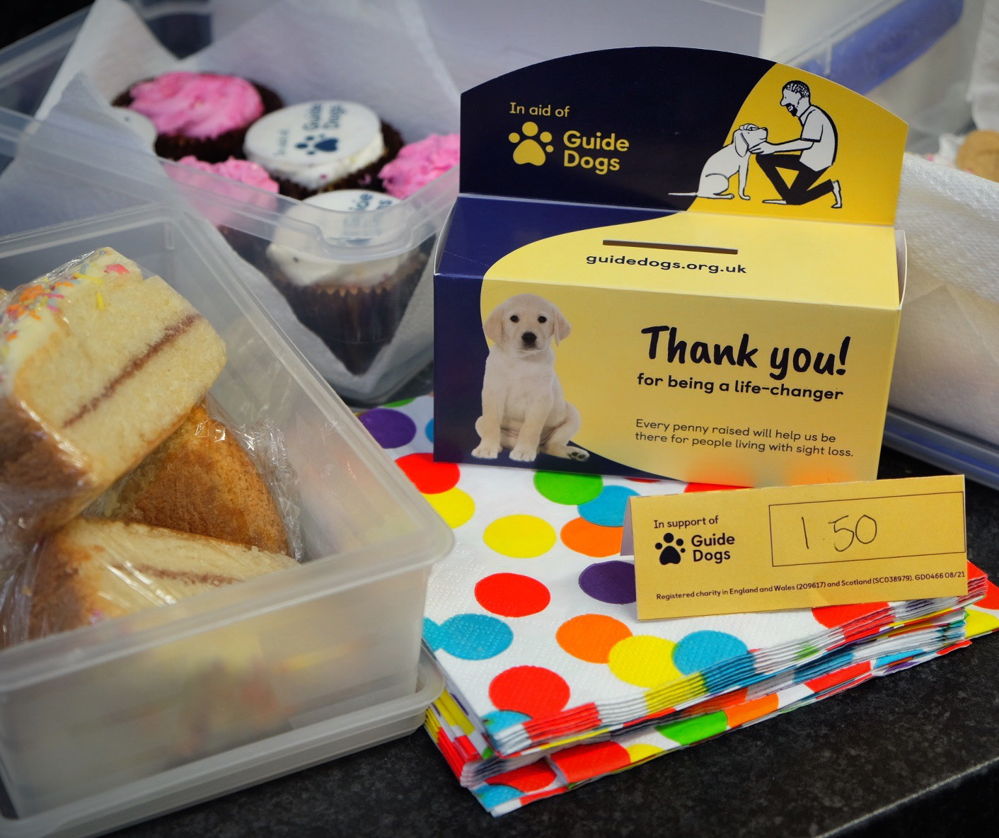 In aid of
Guide
Dogs
guidedogs.org.uk
Thank you!
for being a life-changer
Every penny raised will help us be
there for people living with sight loss.
In support of
Guide
Dogs
1.50
Registered charity in England and Wales (209617) and Scotland (SC038979). GD0466 08/21
Guide
Dogs